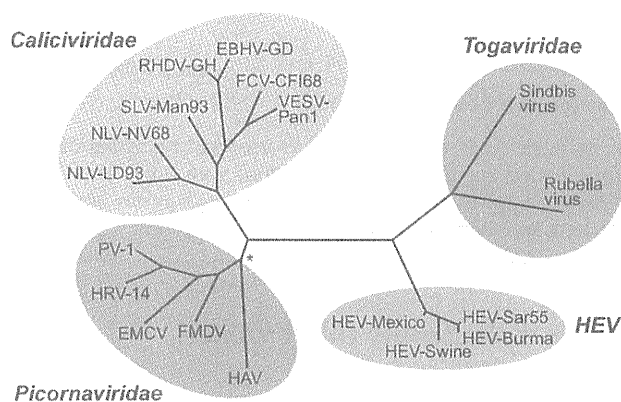 Caliciviridae
EBHV-GD
RHDV-GH
FCV-CFI68
SLV-Man93
VESV-
Pan1
NLV-NV68
NLV-LD93
Togaviridae
Sindbis
virus
Rubella
virus
PV-1
*
HRV-14
EMCV
FMDV
HAV
Picornaviridae
HEV-Mexico
HEV-Sar55
HEV-Burma
HEV-Swine
HEV